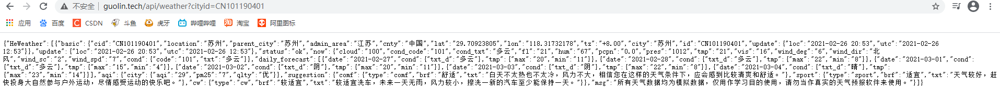 不安全 | guolin.tech/api/weather?cityid=CN101190401
应用 百度 CSDN 斗鱼 虎牙 哔哩哔哩 淘宝 阿里图标
{"HeWeather":[{"basic":{"cid":"CN101190401","location":"苏州","parent_city":"苏州","admin_area":"江苏","cnty":"中国","lat":"29.70923805","lon":"118.31732178","tz":"+8.00","city":"苏州","id":"CN101190401","update":{"loc":"2021-02-26 20:53","utc":"2021-02-26
12:53"}},"update":{"loc":"2021-02-26 20:53","utc":"2021-02-26 12:53"},"status":"ok","now":{"cloud":"100","cond_code":"101","cond_txt":"多云","fl":"21","hum":"67","pcpn":"0.0","pres":"1012","tmp":"21","vis":"16","wind_deg":"6","wind_dir":"北
风","wind_sc":"2","wind_spd":"7","cond":{"code":"101","txt":"多云"}},"daily_forecast":[{"date":"2021-02-27","cond":{"txt_d":"多云"},"tmp":{"max":"20","min":"11"}},{"date":"2021-02-28","cond":{"txt_d":"多云"},"tmp":{"max":"22","min":"8"}},{"date":"2021-03-01","cond":
{"txt_d":"多云"},"tmp":{"max":"15","min":"4"}},{"date":"2021-03-02","cond":{"txt_d":"阴"},"tmp":{"max":"20","min":"11"}},{"date":"2021-03-03","cond":{"txt_d":"阴"},"tmp":{"max":"22","min":"8"}},{"date":"2021-03-04","cond":{"txt_d":"晴"},"tmp":
{"max":"23","min":"14"}}],"aqi":{"city":{"aqi":"29","pm25":"7","qlty":"优"}},"suggestion":{"comf":{"type":"comf","brf":"舒适","txt":"白天不太热也不太冷，风力不大，相信您在这样的天气条件下，应会感到比较清爽和舒适。"},"sport":{"type":"sport","brf":"适宜","txt":"天气较好，赶
快投身大自然参与户外运动，尽情感受运动的快乐吧。"},"cw":{"type":"cw","brf":"较适宜","txt":"较适宜洗车，未来一天无雨，风力较小，擦洗一新的汽车至少能保持一天。"}},"msg":"所有天气数据均为模拟数据，仅用作学习目的使用，请勿当作真实的天气预报软件来使用。"}]}